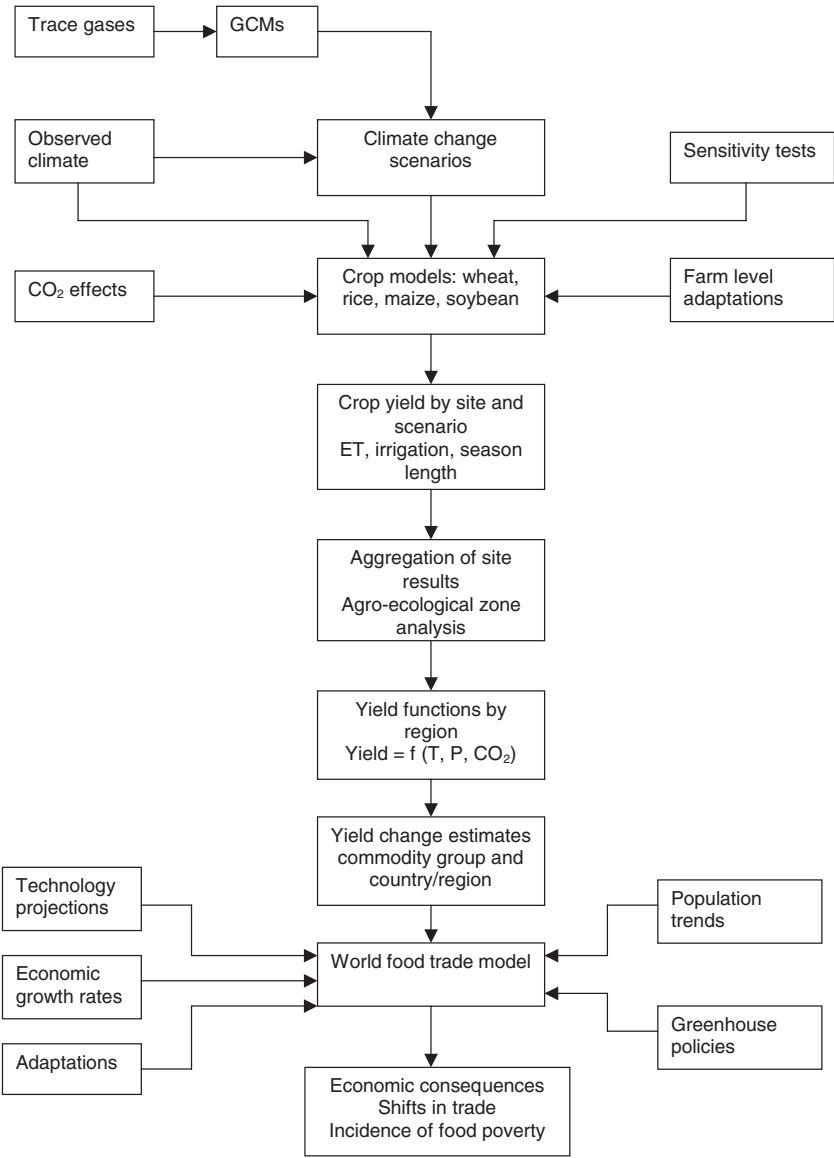 Trace gases
GCMs
Observed
climate
Climate change
scenarios
Sensitivity tests
CO₂ effects
Crop models: wheat,
rice, maize, soybean
Farm level
adaptations
Crop yield by site and
scenario
ET, irrigation, season
length
Aggregation of site
results
Agro-ecological zone
analysis
Yield functions by
region
Yield = f (T, P, CO₂)
Yield change estimates
commodity group and
country/region
Technology
projections
Population
trends
World food trade model
Economic
growth rates
Greenhouse
policies
Adaptations
Economic consequences
Shifts in trade
Incidence of food poverty